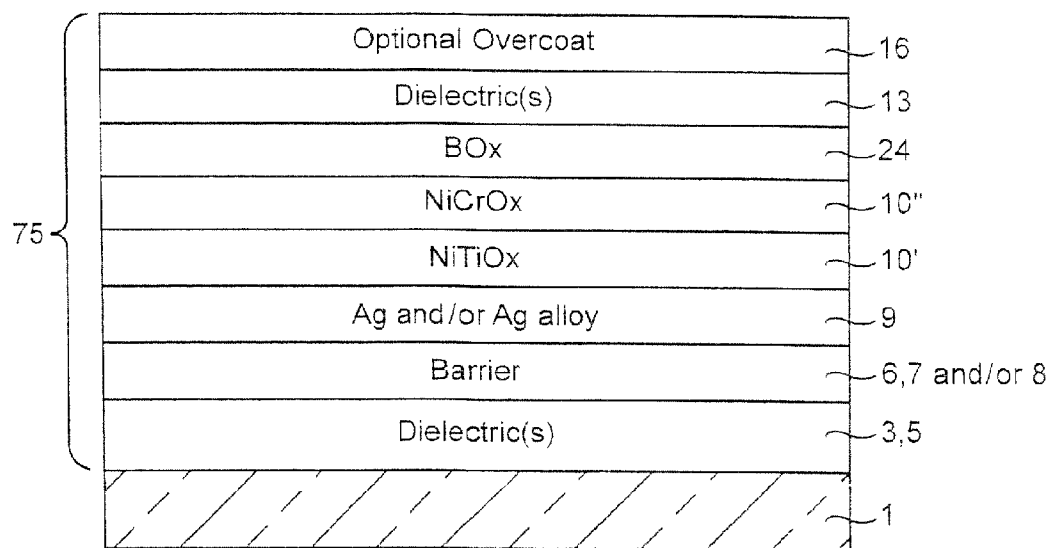 Optional Overcoat 16
Dielectric(s) 13
BOx 24
NiCrOx 10"
75
NiTiOx 10'
Ag and/or Ag alloy 9
Barrier 6,7 and/or 8
Dielectric(s) 3,5
1